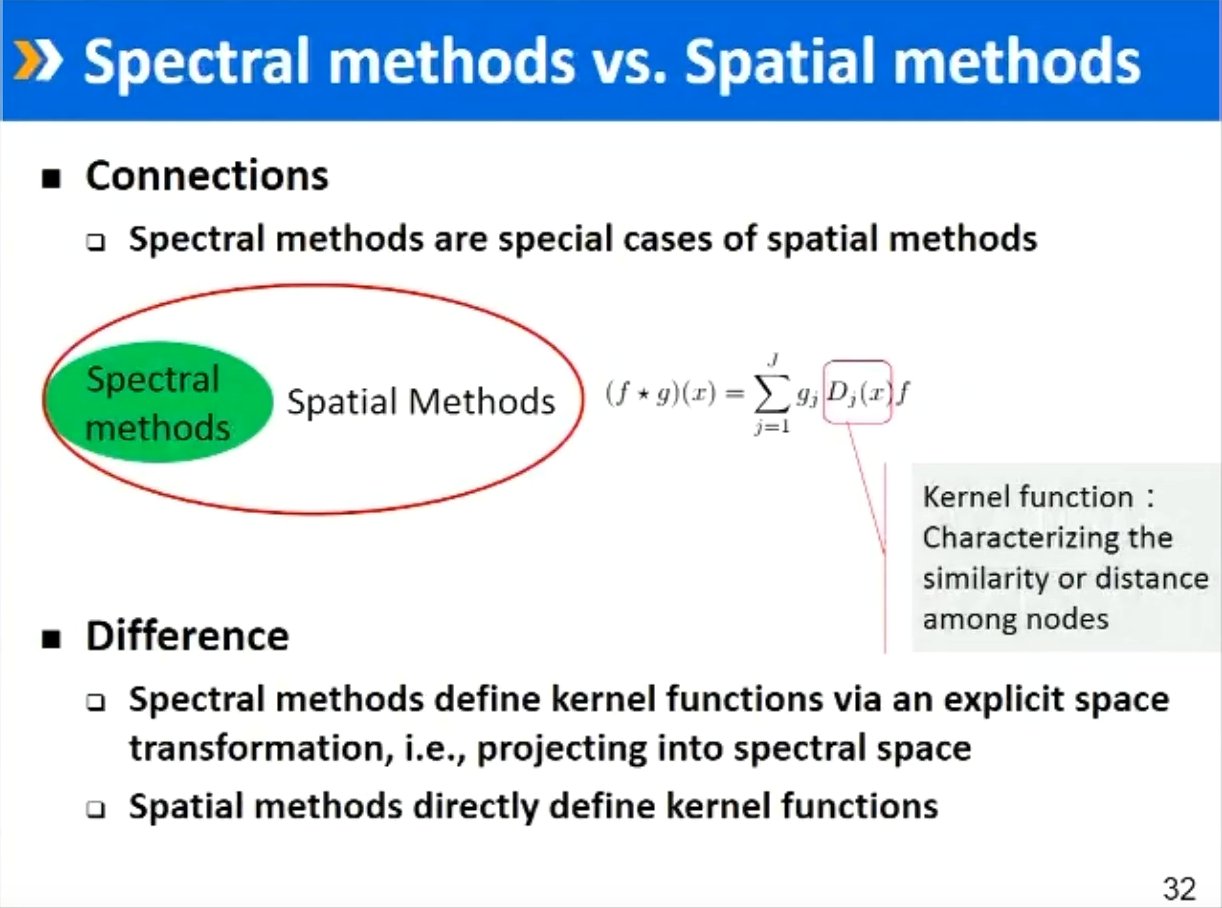 Spectral methods vs. Spatial methods
■ Connections
❑ Spectral methods are special cases of spatial methods
Spectral
methods
Spatial Methods
(f ⋆ g)(x) = ∑_{j=1}^{J} g_j D_j(x) f
Kernel function：
Characterizing the
similarity or distance
among nodes
■ Difference
❑ Spectral methods define kernel functions via an explicit space
transformation, i.e., projecting into spectral space
❑ Spatial methods directly define kernel functions
32